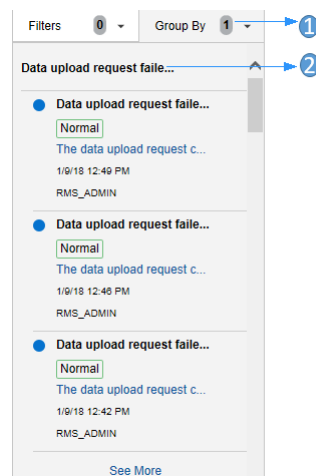 Filters 0 Group By 1 1
Data upload request faile... 2
Data upload request faile...
Normal
The data upload request c...
1/9/18 12:49 PM
RMS_ADMIN
Data upload request faile...
Normal
The data upload request c...
1/9/18 12:46 PM
RMS_ADMIN
Data upload request faile...
Normal
The data upload request c...
1/9/18 12:42 PM
RMS_ADMIN
See More